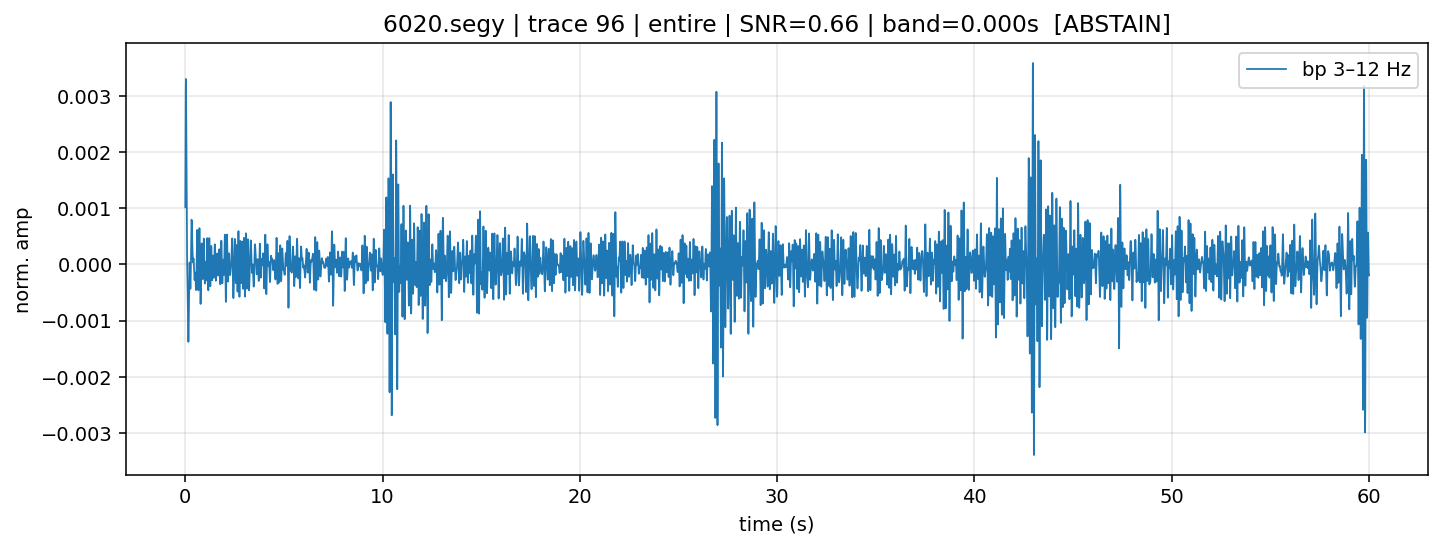 6020.segy | trace 96 | entire | SNR=0.66 | band=0.000s  [ABSTAIN]
bp 3–12 Hz
norm. amp
0.003
0.002
0.001
0.000
−0.001
−0.002
−0.003
0 10 20 30 40 50 60
time (s)